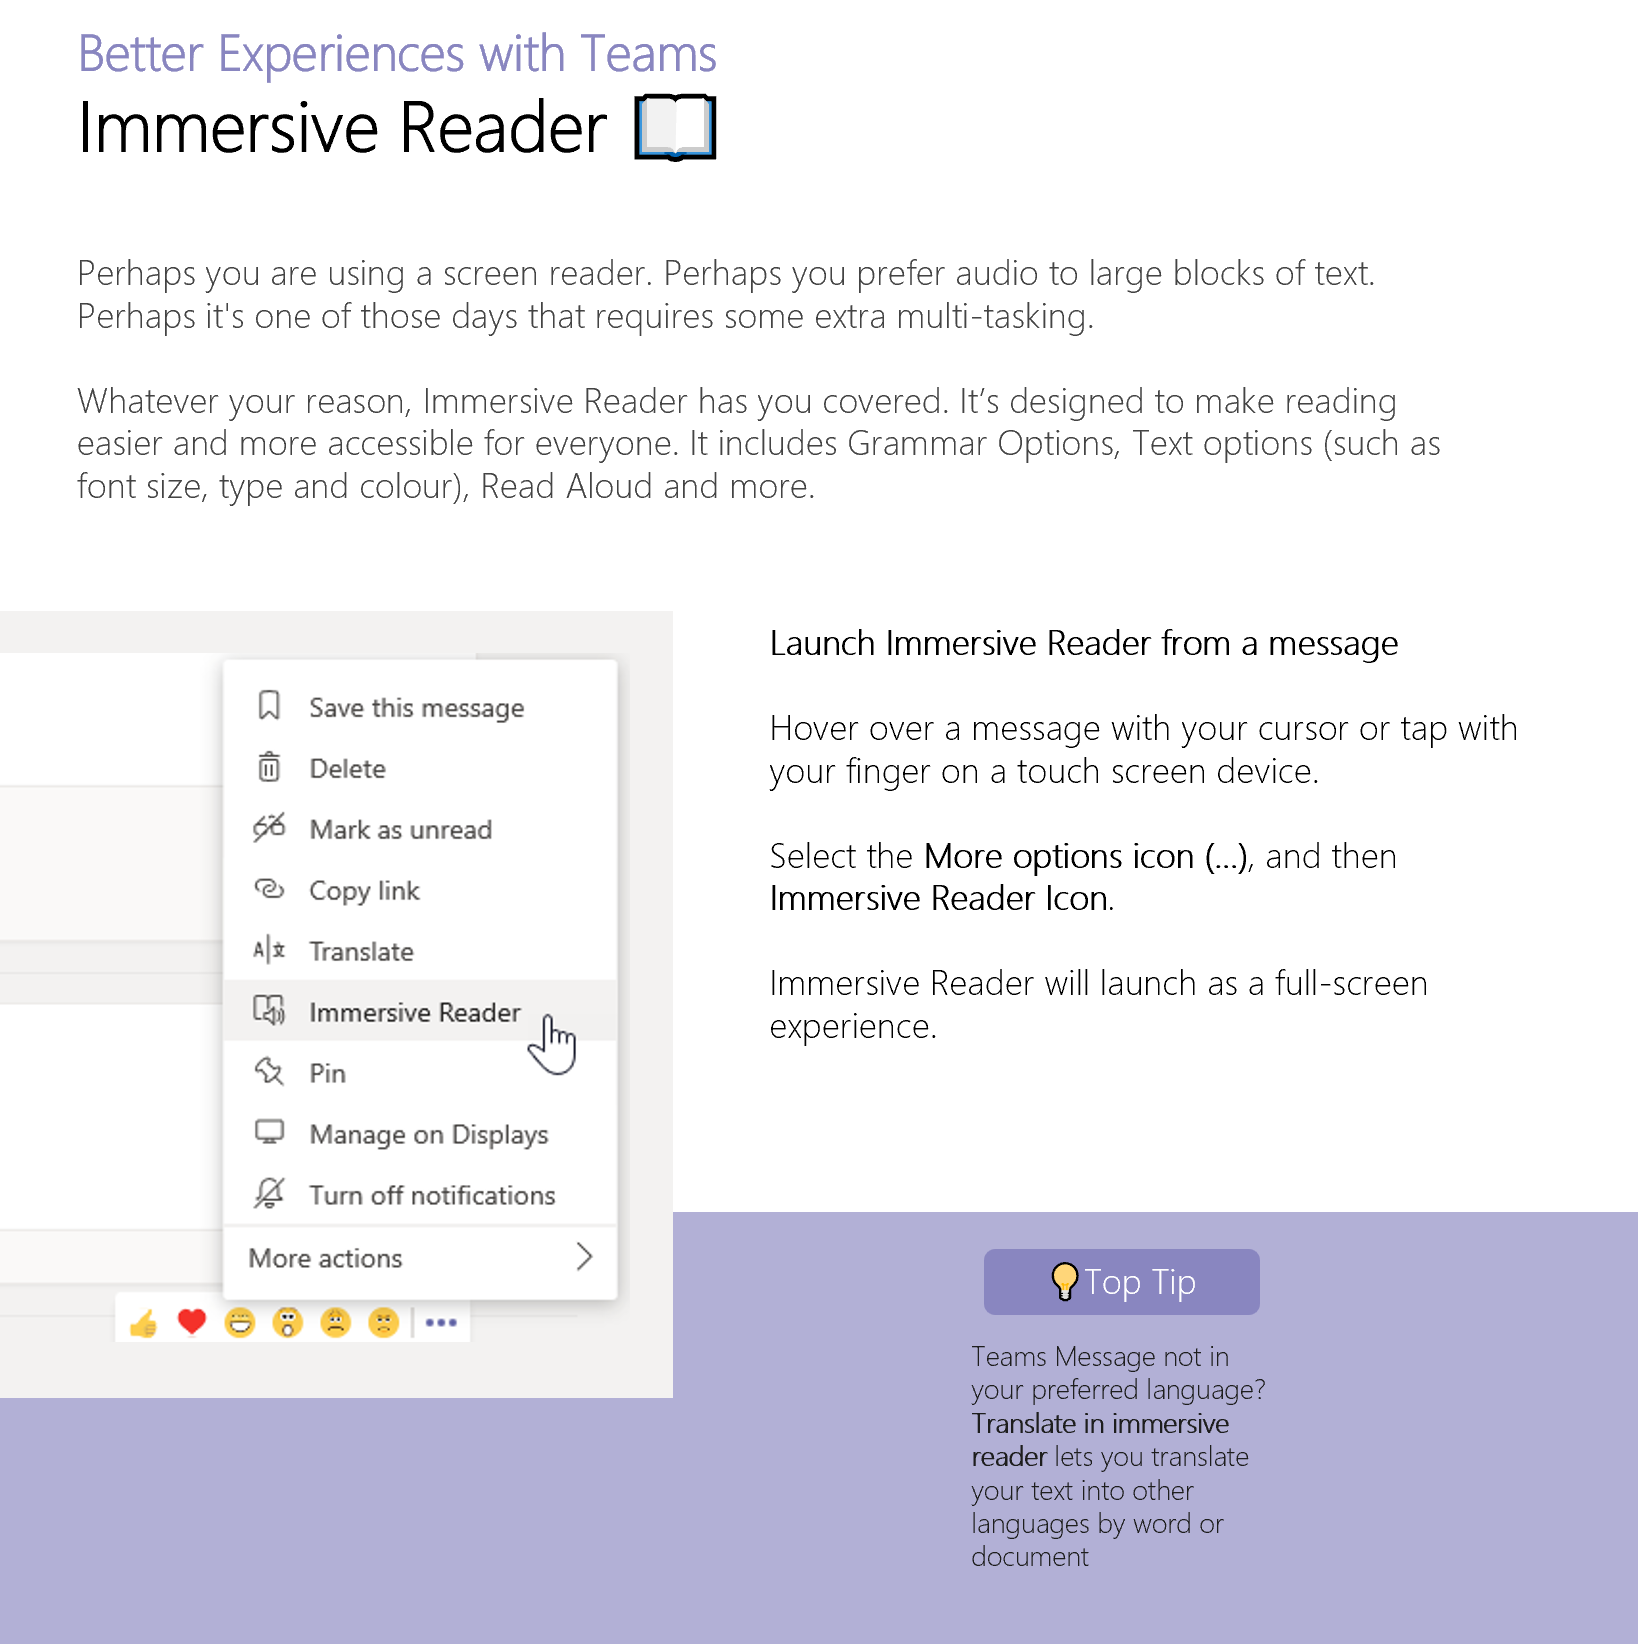 Better Experiences with Teams
Immersive Reader
Perhaps you are using a screen reader. Perhaps you prefer audio to large blocks of text.
Perhaps it's one of those days that requires some extra multi-tasking.
Whatever your reason, Immersive Reader has you covered. It’s designed to make reading
easier and more accessible for everyone. It includes Grammar Options, Text options (such as
font size, type and colour), Read Aloud and more.
Save this message
Delete
Mark as unread
Copy link
Translate
Immersive Reader
Pin
Manage on Displays
Turn off notifications
More actions
Launch Immersive Reader from a message
Hover over a message with your cursor or tap with
your finger on a touch screen device.
Select the More options icon (...), and then
Immersive Reader Icon.
Immersive Reader will launch as a full-screen
experience.
Top Tip
Teams Message not in
your preferred language?
Translate in immersive
reader lets you translate
your text into other
languages by word or
document